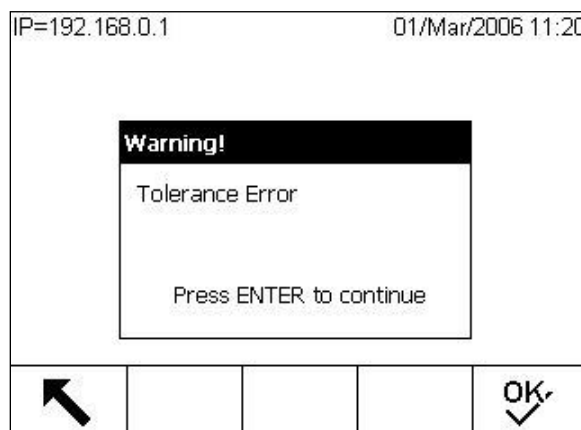 IP=192.168.0.1 01/Mar/2006 11:20
Warning!
Tolerance Error
Press ENTER to continue
OK